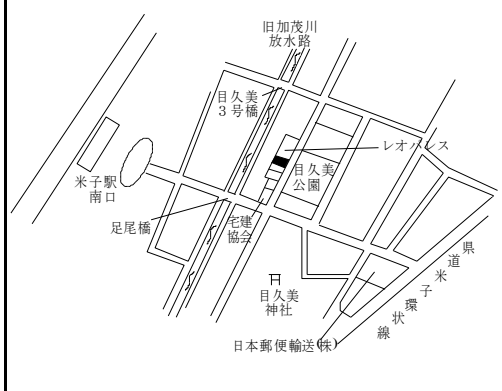 旧加茂川
放水路
目久美
3号橋
レオパレス
目久美
公園
米子駅
南口
足尾橋
宅建
協会
目久美
神社
日本郵便輸送(株)
県道米子環状線